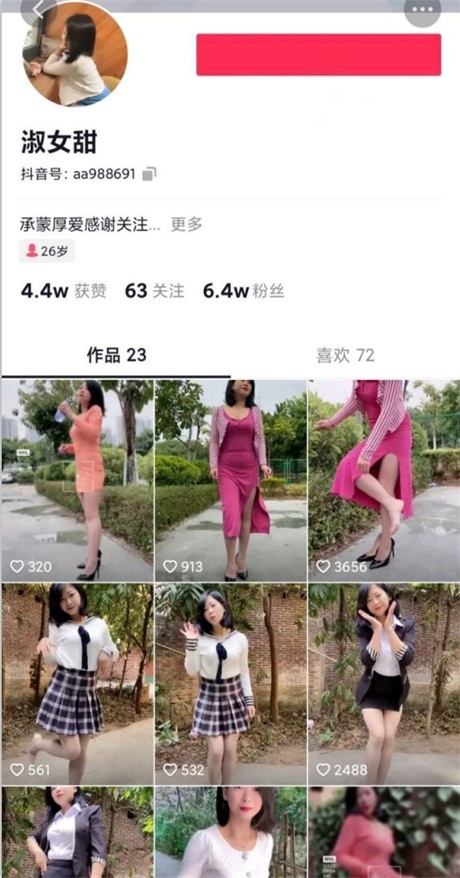 淑女甜
抖音号: aa988691
承蒙厚爱感谢关注... 更多
26岁
4.4w 获赞 63 关注 6.4w 粉丝
作品 23 喜欢 72
320 913 3656
561 532 2488